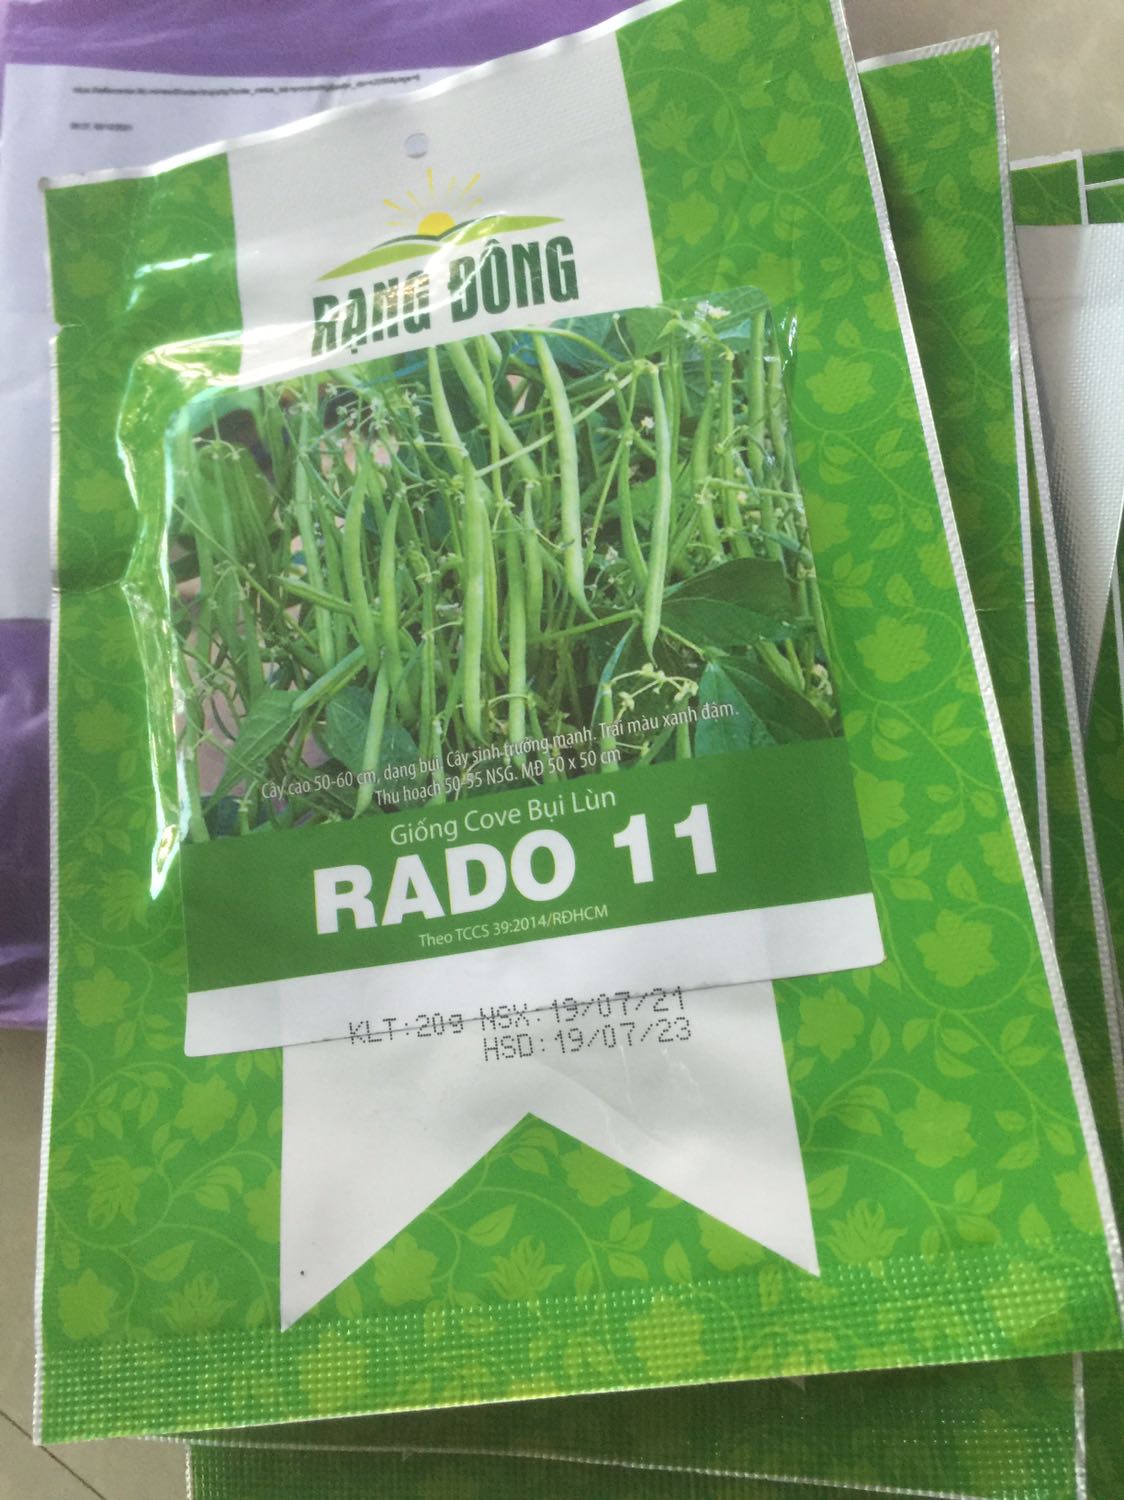 RẠNG ĐÔNG
Cây cao 50-60 cm, dạng bụi. Cây sinh trưởng mạnh. Trái màu xanh đậm.
Thu hoạch 50-55 NSG. MĐ 50 x 50 cm
Giống Cove Bụi Lùn
RADO 11
Theo TCCS 39:2014/RĐHCM
KLT:20g NSX:19/07/21
HSD:19/07/23